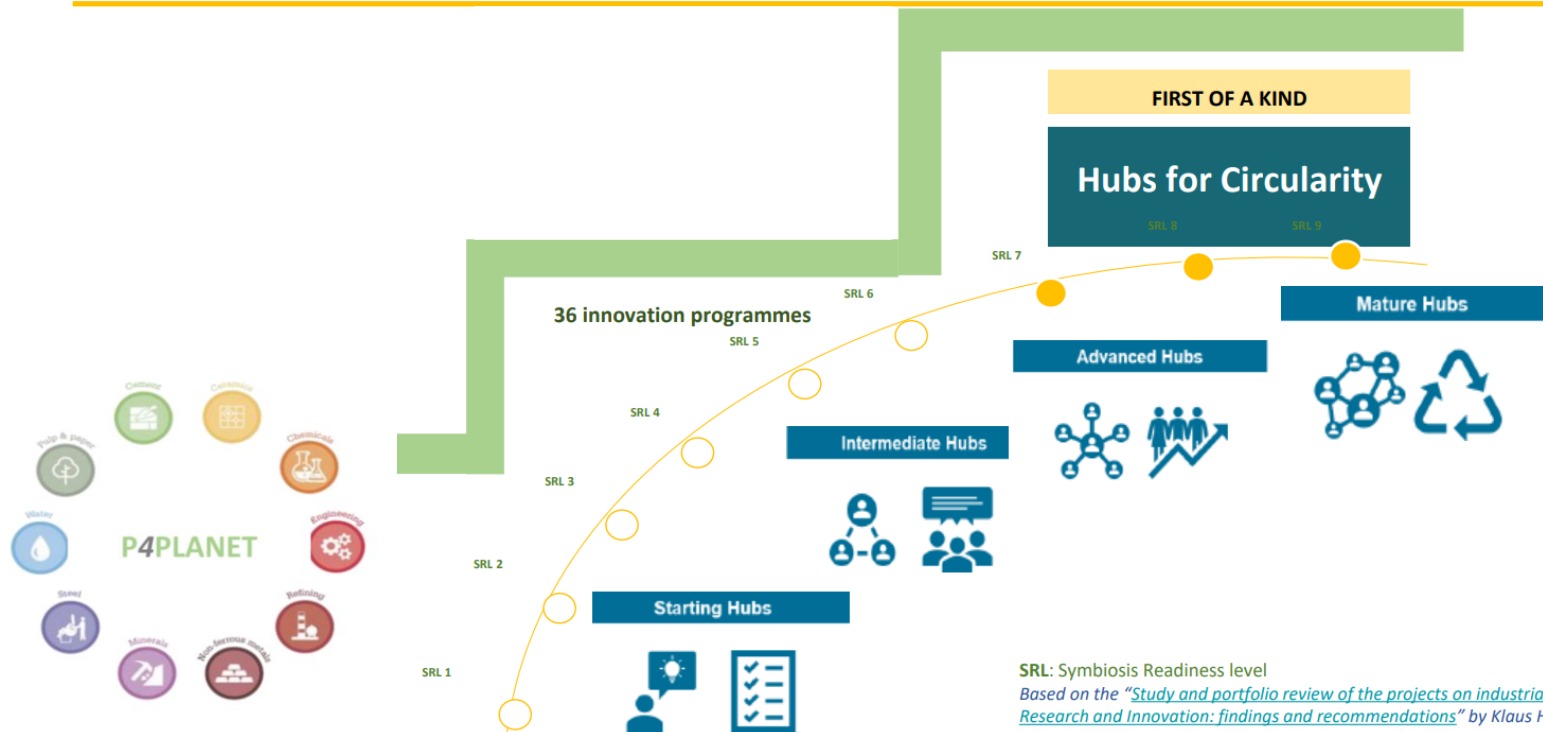 FIRST OF A KIND
Hubs for Circularity
SRL 8
SRL 9
SRL 7
SRL 6
36 innovation programmes
SRL 5
SRL 4
SRL 3
SRL 2
SRL 1
Mature Hubs
Advanced Hubs
Intermediate Hubs
Starting Hubs
Cement
Ceramics
Pulp & paper
Chemicals
Water
P4PLANET
Engineering
Steel
Refining
Minerals
Non-ferrous metals
SRL: Symbiosis Readiness level
Based on the “Study and portfolio review of the projects on industria
Research and Innovation: findings and recommendations” by Klaus H